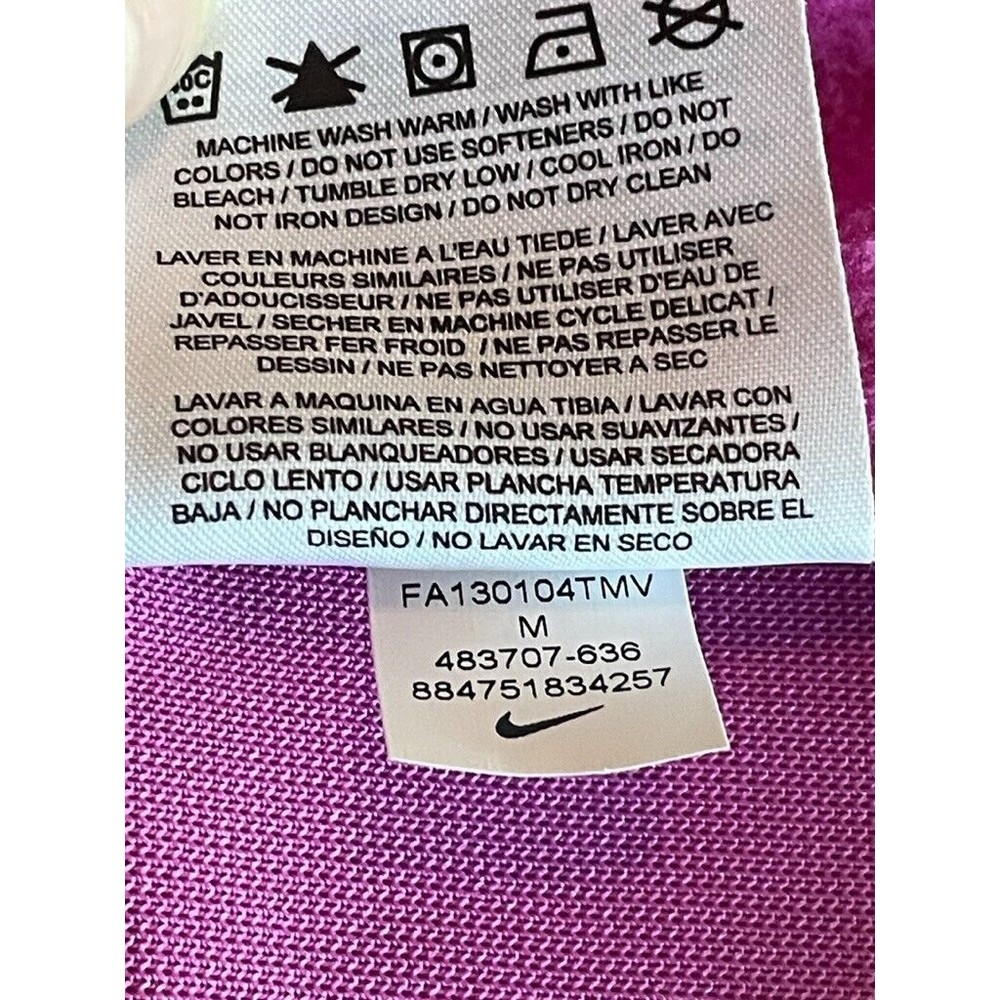 MACHINE WASH WARM / WASH WITH LIKE
COLORS / DO NOT USE SOFTENERS / DO NOT
BLEACH / TUMBLE DRY LOW / COOL IRON / DO
NOT IRON DESIGN / DO NOT DRY CLEAN
LAVER EN MACHINE A L'EAU TIEDE / LAVER AVEC
COULEURS SIMILAIRES / NE PAS UTILISER
D'ADOUCISSEUR / NE PAS UTILISER D'EAU DE
JAVEL / SECHER EN MACHINE CYCLE DELICAT /
REPASSER FER FROID / NE PAS REPASSER LE
DESSIN / NE PAS NETTOYER A SEC
LAVAR A MAQUINA EN AGUA TIBIA / LAVAR CON
COLORES SIMILARES / NO USAR SUAVIZANTES /
NO USAR BLANQUEADORES / USAR SECADORA
CICLO LENTO / USAR PLANCHA TEMPERATURA
BAJA / NO PLANCHAR DIRECTAMENTE SOBRE EL
DISEÑO / NO LAVAR EN SECO
FA130104TMV
M
483707-636
884751834257